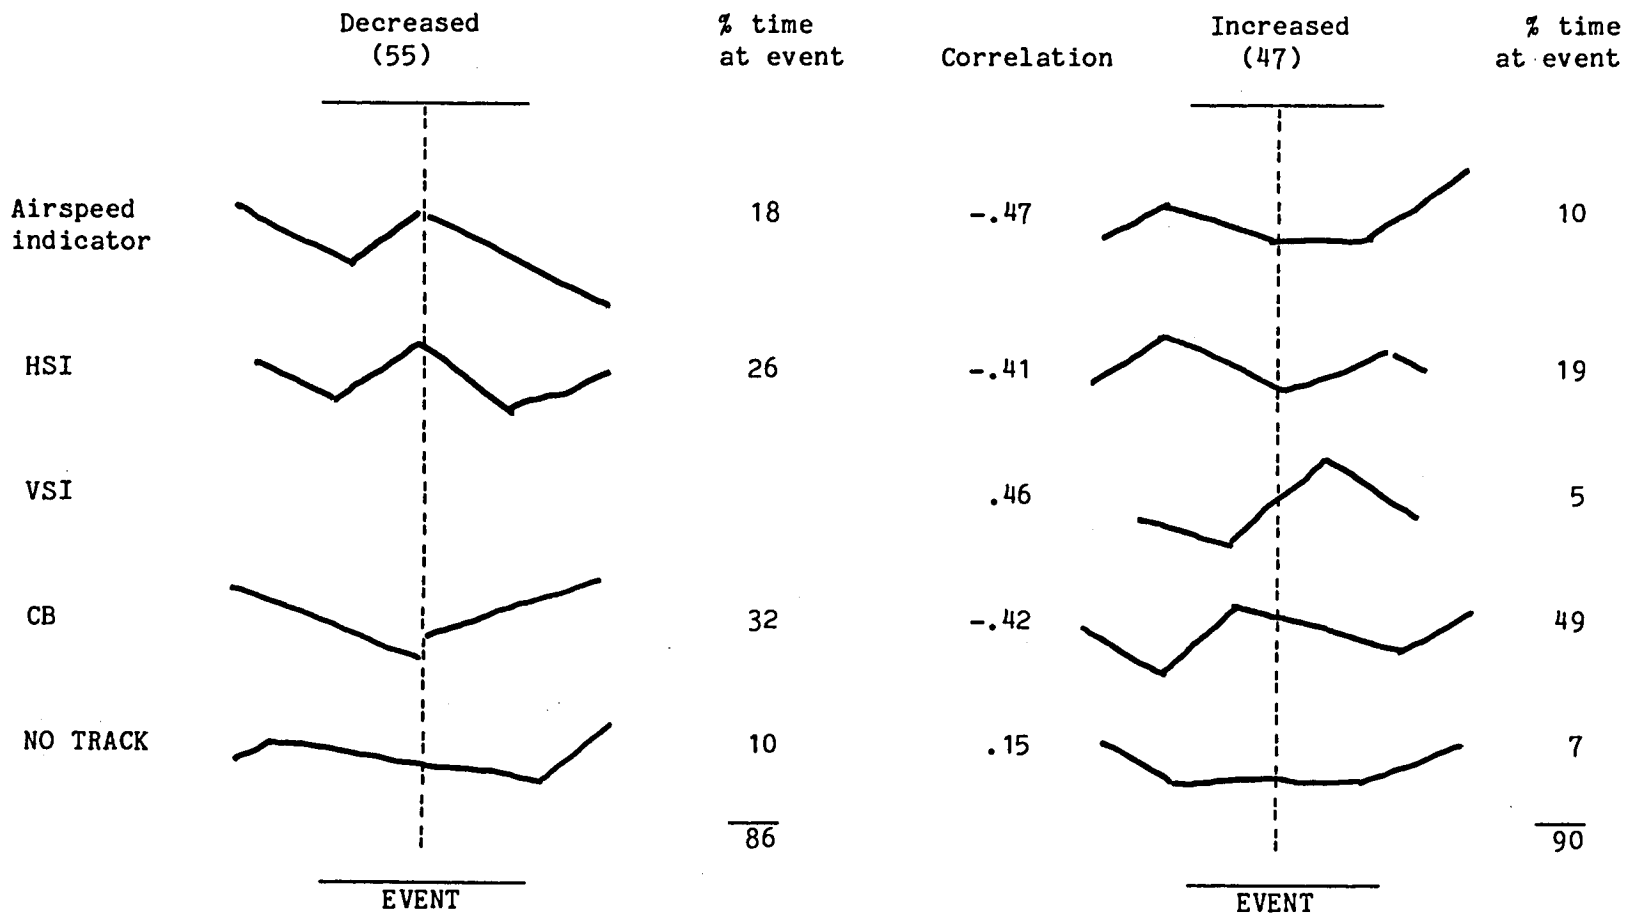 Decreased
(55)
% time
at event
Correlation
Increased
(47)
% time
at event
Airspeed
indicator
18
-.47
10
HSI
26
-.41
19
VSI
.46
5
CB
32
-.42
49
NO TRACK
10
.15
7
86
90
EVENT
EVENT